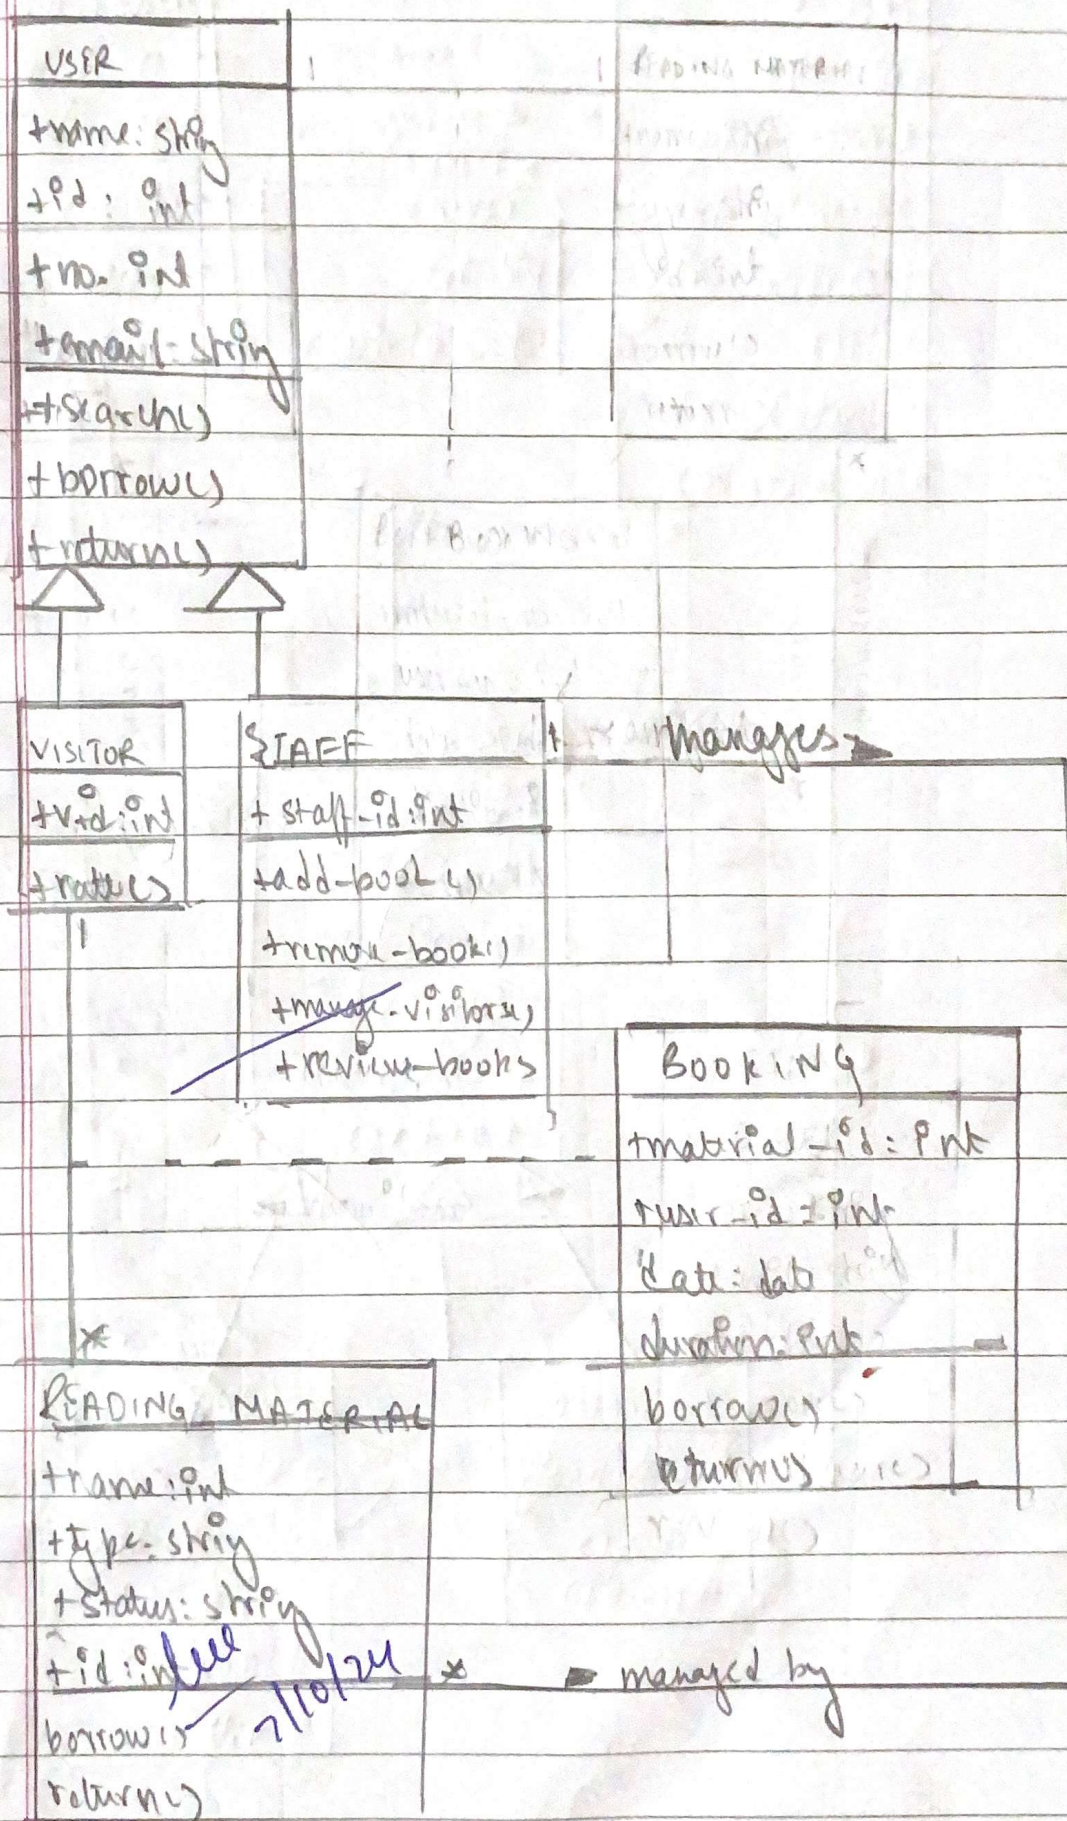 USER
+name: string
+id: int
+no. int
+email: string
+search()
+borrow()
+return()
VISITOR
+v-id:int
+rate()
1
STAFF
+ staff-id:int
+add-book()
+remove-book()
+manage-visitors()
+review-books
1
manages
BOOKING
+material-id: int
+user-id : int
date: date
duration: int
borrow()
return()
*
READING MATERIAL
+name:int
+type: string
+status: string
+id:int
borrow()
return()
7/10/24
*
managed by